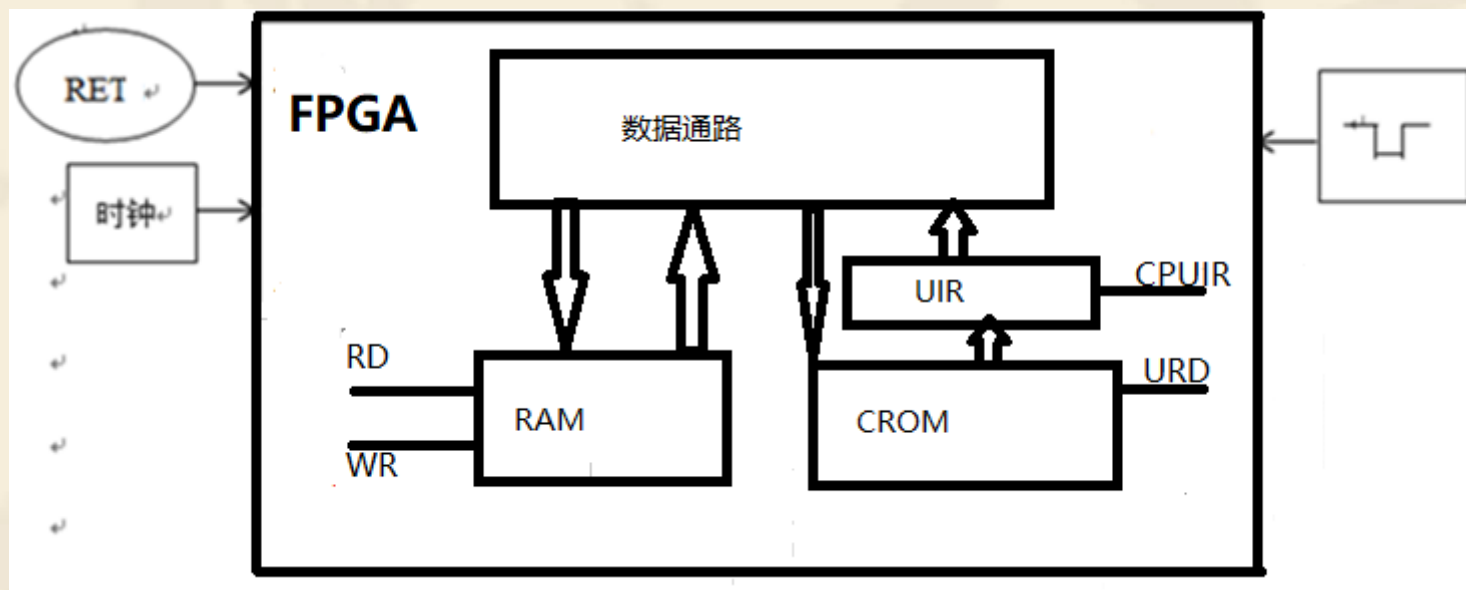 RET
FPGA
数据通路
时钟
UIR
CPUIR
RD
URD
RAM
CROM
WR